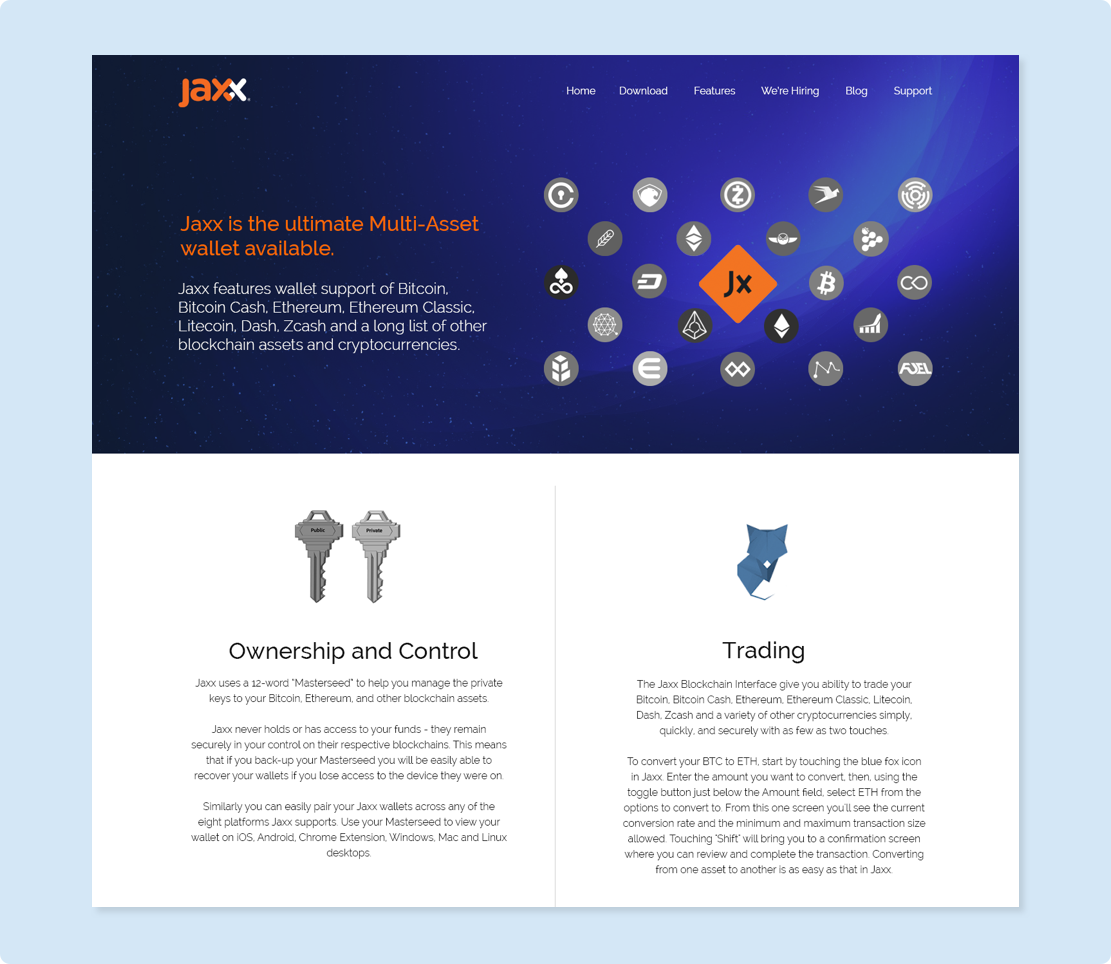 jaxx
Home Download Features We're Hiring Blog Support
Jaxx is the ultimate Multi-Asset
wallet available.
Jaxx features wallet support of Bitcoin,
Bitcoin Cash, Ethereum, Ethereum Classic,
Litecoin, Dash, Zcash and a long list of other
blockchain assets and cryptocurrencies.
Jx
FUEL
Public Private
Ownership and Control
Jaxx uses a 12-word "Masterseed" to help you manage the private
keys to your Bitcoin, Ethereum, and other blockchain assets.
Jaxx never holds or has access to your funds - they remain
securely in your control on their respective blockchains. This means
that if you back-up your Masterseed you will be easily able to
recover your wallets if you lose access to the device they were on.
Similarly you can easily pair your Jaxx wallets across any of the
eight platforms Jaxx supports. Use your Masterseed to view your
wallet on iOS, Android, Chrome Extension, Windows, Mac and Linux
desktops.
Trading
The Jaxx Blockchain Interface give you ability to trade your
Bitcoin, Bitcoin Cash, Ethereum, Ethereum Classic, Litecoin,
Dash, Zcash and a variety of other cryptocurrencies simply,
quickly, and securely with as few as two touches.
To convert your BTC to ETH, start by touching the blue fox icon
in Jaxx. Enter the amount you want to convert, then, using the
toggle button just below the Amount field, select ETH from the
options to convert to. From this one screen you'll see the current
conversion rate and the minimum and maximum transaction size
allowed. Touching "Shift" will bring you to a confirmation screen
where you can review and complete the transaction. Converting
from one asset to another is as easy as that in Jaxx.